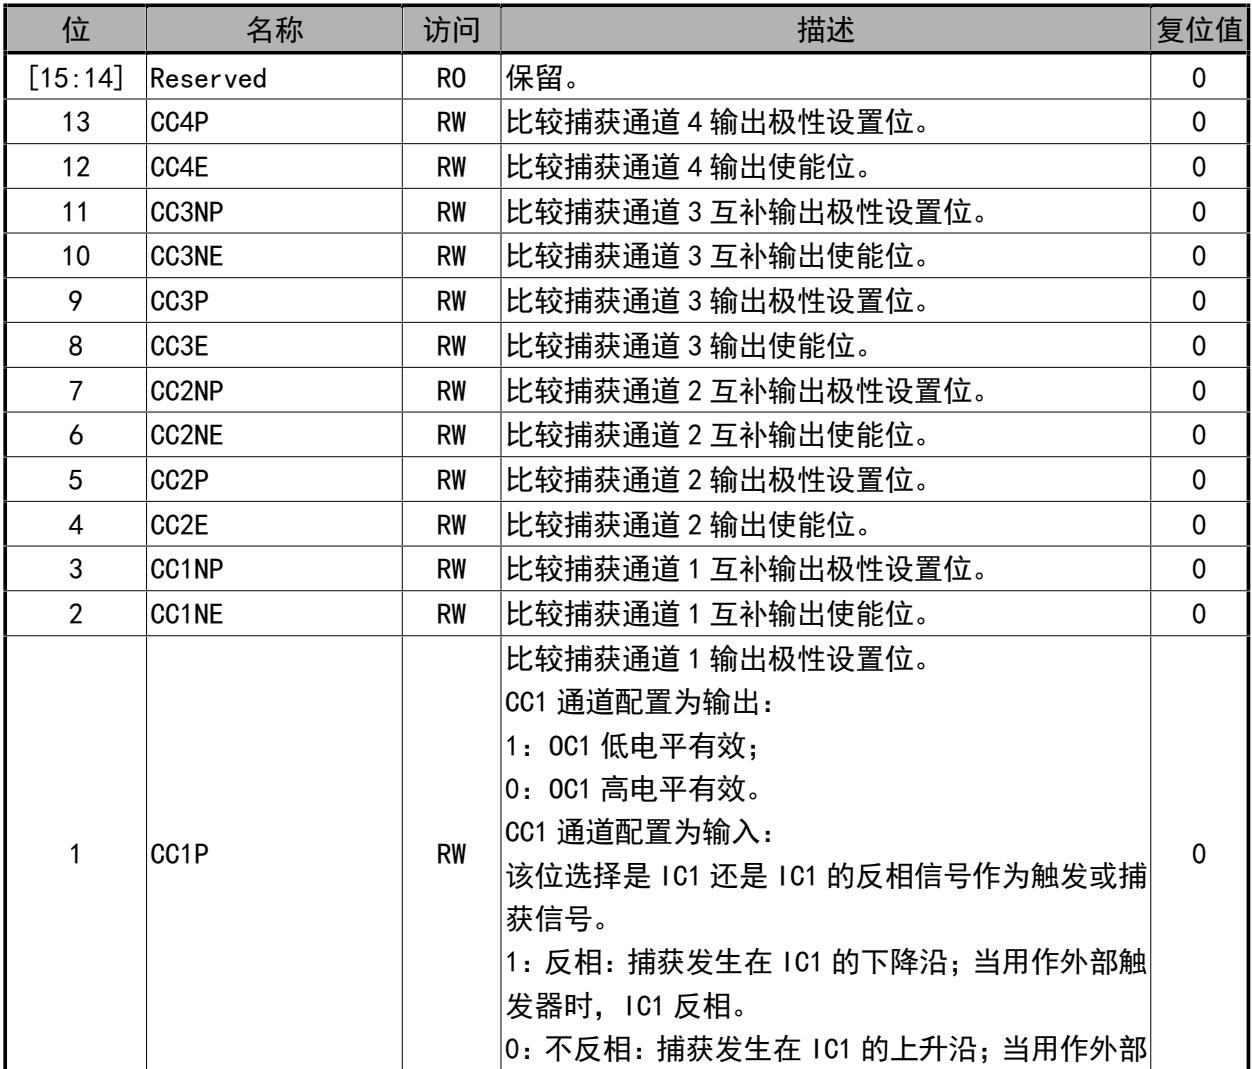 位 名称 访问 描述 复位值
[15:14] Reserved RO 保留。 0
13 CC4P RW 比较捕获通道 4 输出极性设置位。 0
12 CC4E RW 比较捕获通道 4 输出使能位。 0
11 CC3NP RW 比较捕获通道 3 互补输出极性设置位。 0
10 CC3NE RW 比较捕获通道 3 互补输出使能位。 0
9 CC3P RW 比较捕获通道 3 输出极性设置位。 0
8 CC3E RW 比较捕获通道 3 输出使能位。 0
7 CC2NP RW 比较捕获通道 2 互补输出极性设置位。 0
6 CC2NE RW 比较捕获通道 2 互补输出使能位。 0
5 CC2P RW 比较捕获通道 2 输出极性设置位。 0
4 CC2E RW 比较捕获通道 2 输出使能位。 0
3 CC1NP RW 比较捕获通道 1 互补输出极性设置位。 0
2 CC1NE RW 比较捕获通道 1 互补输出使能位。 0
1 CC1P RW 比较捕获通道 1 输出极性设置位。
CC1 通道配置为输出:
1: OC1 低电平有效;
0: OC1 高电平有效。
CC1 通道配置为输入:
该位选择是 IC1 还是 IC1 的反相信号作为触发或捕
获信号。
1: 反相: 捕获发生在 IC1 的下降沿; 当用作外部触
发器时, IC1 反相。
0: 不反相: 捕获发生在 IC1 的上升沿; 当用作外部 0